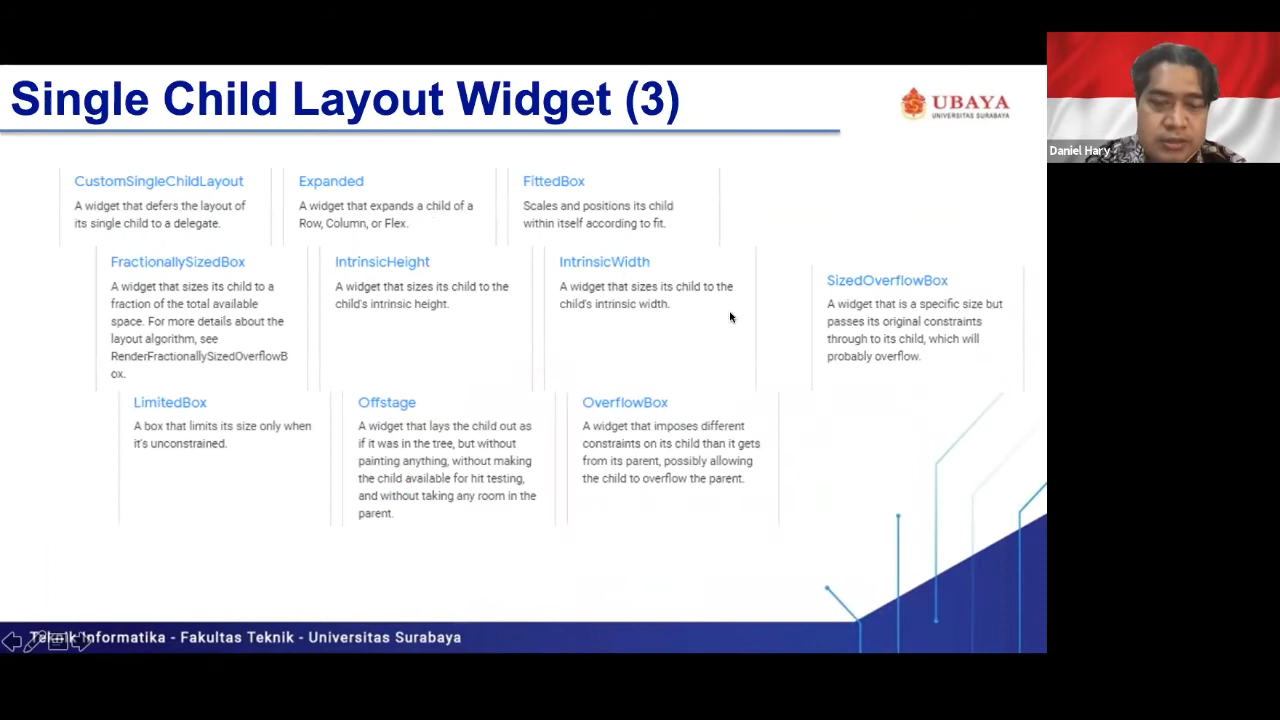 Single Child Layout Widget (3)
UBAYA
UNIVERSITAS SURABAYA
Daniel Hary
CustomSingleChildLayout
A widget that defers the layout of
its single child to a delegate.
Expanded
A widget that expands a child of a
Row, Column, or Flex.
FittedBox
Scales and positions its child
within itself according to fit.
FractionallySizedBox
A widget that sizes its child to a
fraction of the total available
space. For more details about the
layout algorithm, see
RenderFractionallySizedOverflowB
ox.
IntrinsicHeight
A widget that sizes its child to the
child's intrinsic height.
IntrinsicWidth
A widget that sizes its child to the
child's intrinsic width.
SizedOverflowBox
A widget that is a specific size but
passes its original constraints
through to its child, which will
probably overflow.
LimitedBox
A box that limits its size only when
it's unconstrained.
Offstage
A widget that lays the child out as
if it was in the tree, but without
painting anything, without making
the child available for hit testing,
and without taking any room in the
parent.
OverflowBox
A widget that imposes different
constraints on its child than it gets
from its parent, possibly allowing
the child to overflow the parent.
Teknik Informatika - Fakultas Teknik - Universitas Surabaya